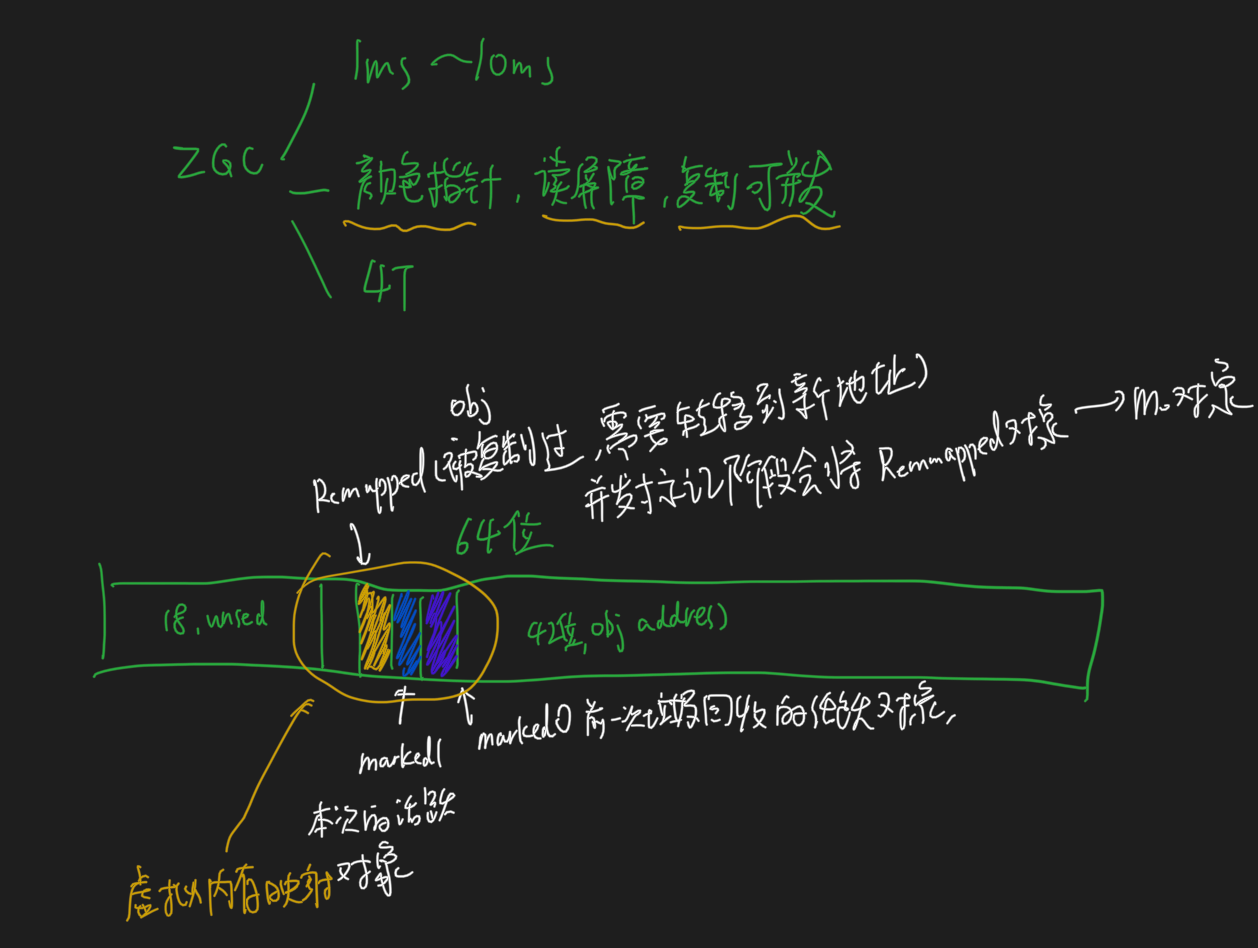 1ms ~10ms
ZGC
颜色指针,读屏障,复制可并发
4T
obj
Remapped(被复制过,需要转移到新地址)
并发标记阶段会将 Remmapped对象 → m。对象
64位
18,unsed
42位,obj addres)
marked0 前一次垃圾回收的活跃对象,
marked1
本次的活跃
对象
虚拟内存映射